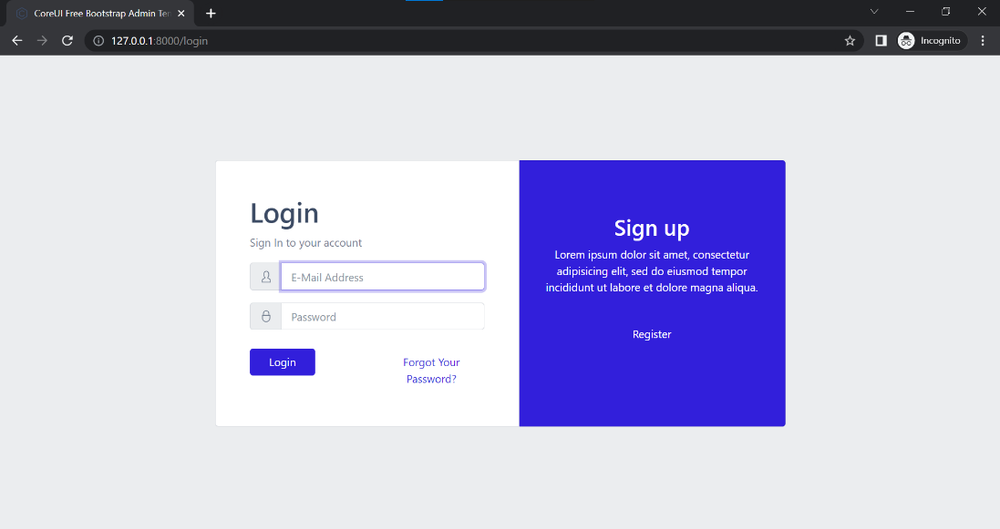 CoreUI Free Bootstrap Admin Ten
127.0.0.1:8000/login
Incognito
Login
Sign In to your account
E-Mail Address
Password
Login
Forgot Your
Password?
Sign up
Lorem ipsum dolor sit amet, consectetur
adipisicing elit, sed do eiusmod tempor
incididunt ut labore et dolore magna aliqua.
Register